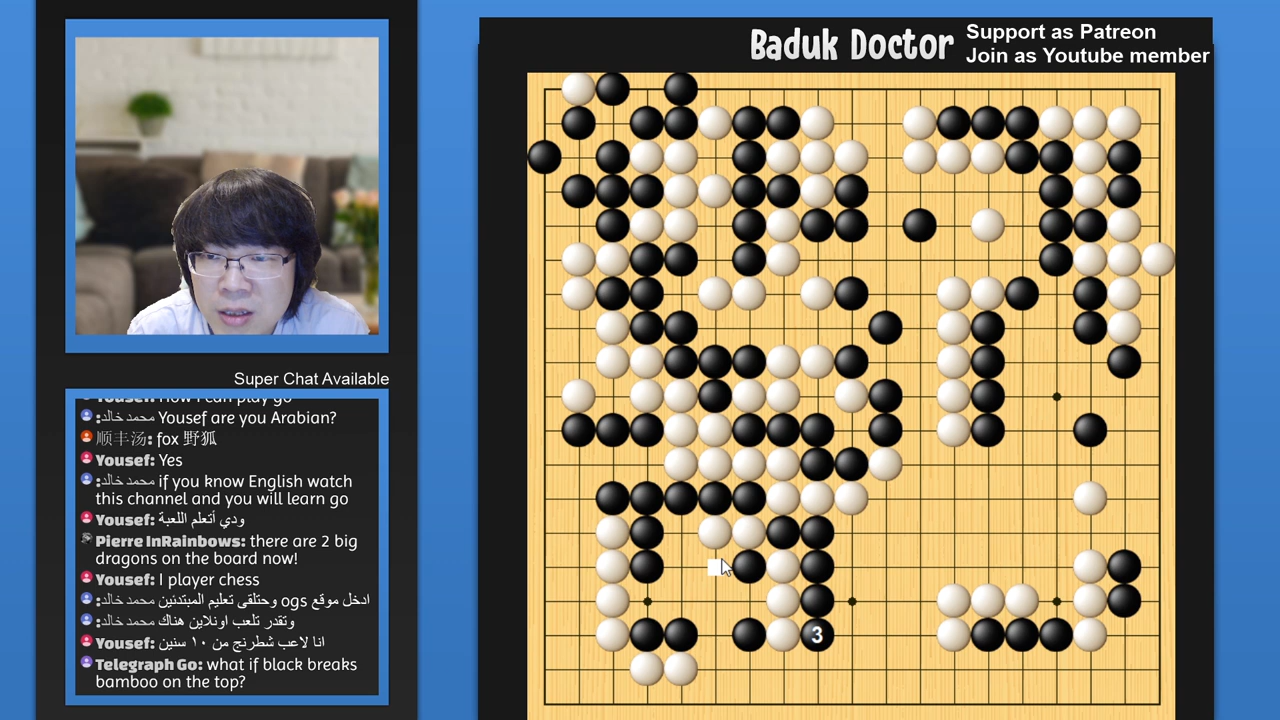 Baduk Doctor
Support as Patreon
Join as Youtube member
Super Chat Available
محمد خالد: Yousef are you Arabian?
顺丰汤: fox 野狐
Yousef: Yes
محمد خالد: if you know English watch
this channel and you will learn go
Yousef: ودي أتعلم اللعبة
Pierre InRainbows: there are 2 big
dragons on the board now!
Yousef: I player chess
محمد خالد: ادخل موقع ogs وحتلقى تعليم المبتدئين
محمد خالد: وتقدر تلعب اونلاين هناك
Yousef: انا لاعب شطرنج من ١٠ سنين
Telegraph Go: what if black breaks
bamboo on the top?
3